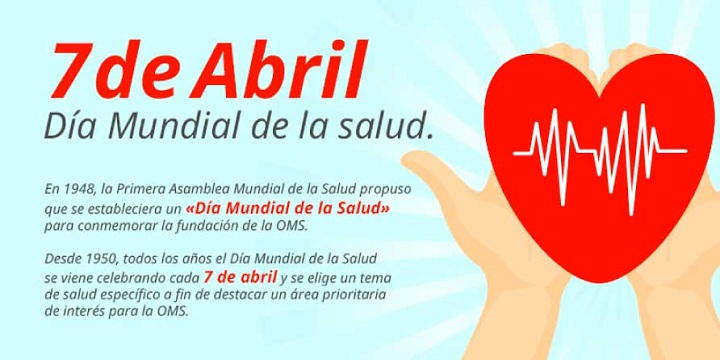 7 de Abril
Día Mundial de la salud.
En 1948, la Primera Asamblea Mundial de la Salud propuso
que se estableciera un «Día Mundial de la Salud»
para conmemorar la fundación de la OMS.
Desde 1950, todos los años el Día Mundial de la Salud
se viene celebrando cada 7 de abril y se elige un tema
de salud específico a fin de destacar un área prioritaria
de interés para la OMS.